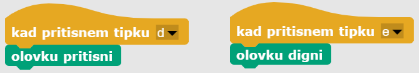 kad pritisnem tipku d
olovku pritisni
kad pritisnem tipku e
olovku digni